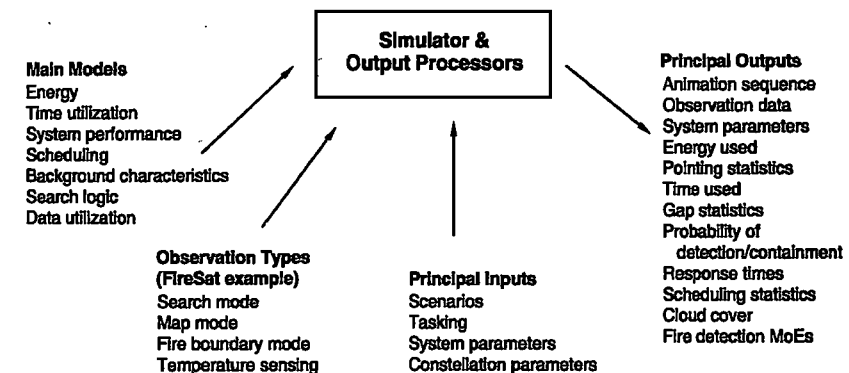 Simulator &
Output Processors
Main Models
Energy
Time utilization
System performance
Scheduling
Background characteristics
Search logic
Data utilization
Observation Types
(FireSat example)
Search mode
Map mode
Fire boundary mode
Temperature sensing
Principal Inputs
Scenarios
Tasking
System parameters
Constellation parameters
Principal Outputs
Animation sequence
Observation data
System parameters
Energy used
Pointing statistics
Time used
Gap statistics
Probability of
detection/containment
Response times
Scheduling statistics
Cloud cover
Fire detection MoEs